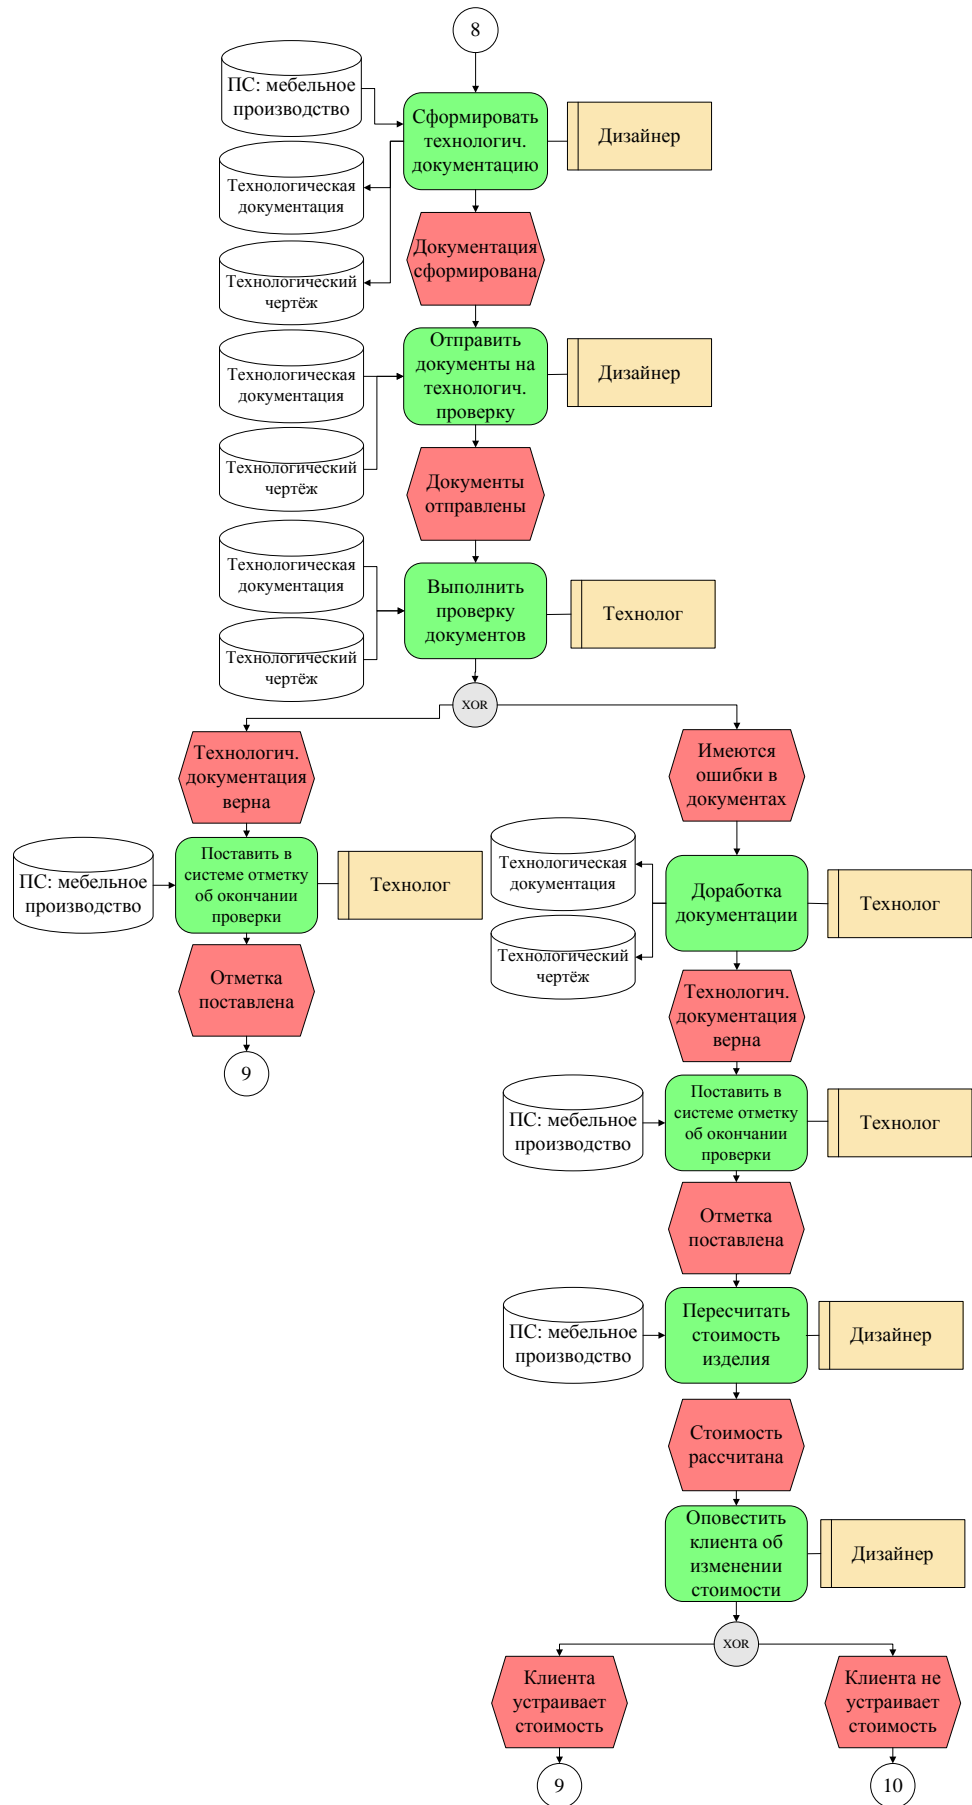 8
ПС: мебельное
производство
Сформировать
технологич.
документацию
Дизайнер
Технологическая
документация
Документация
сформирована
Технологический
чертёж
Отправить
документы на
технологич.
проверку
Дизайнер
Технологическая
документация
Технологический
чертёж
Документы
отправлены
Технологическая
документация
Выполнить
проверку
документов
Технолог
Технологический
чертёж
XOR
Технологич.
документация
верна
Имеются
ошибки в
документах
ПС: мебельное
производство
Поставить в
системе отметку
об окончании
проверки
Технолог
Технологическая
документация
Доработка
документации
Технолог
Технологический
чертёж
Отметка
поставлена
Технологич.
документация
верна
9
ПС: мебельное
производство
Поставить в
системе отметку
об окончании
проверки
Технолог
Отметка
поставлена
ПС: мебельное
производство
Пересчитать
стоимость
изделия
Дизайнер
Стоимость
рассчитана
Оповестить
клиента об
изменении
стоимости
Дизайнер
XOR
Клиента
устраивает
стоимость
Клиента не
устраивает
стоимость
9
10